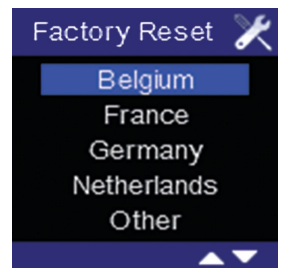 Factory Reset
Belgium
France
Germany
Netherlands
Other